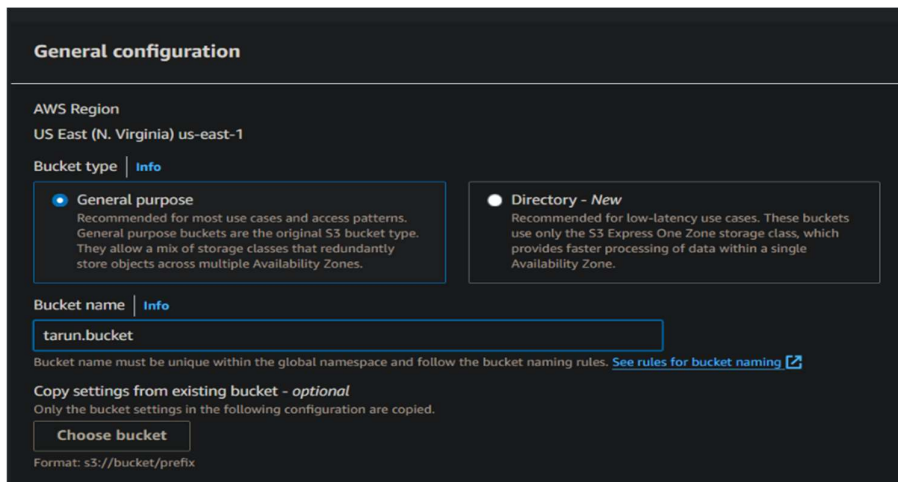 General configuration
AWS Region
US East (N. Virginia) us-east-1
Bucket type | Info
General purpose
Recommended for most use cases and access patterns.
General purpose buckets are the original S3 bucket type.
They allow a mix of storage classes that redundantly
store objects across multiple Availability Zones.
Directory - New
Recommended for low-latency use cases. These buckets
use only the S3 Express One Zone storage class, which
provides faster processing of data within a single
Availability Zone.
Bucket name | Info
tarun.bucket
Bucket name must be unique within the global namespace and follow the bucket naming rules. See rules for bucket naming
Copy settings from existing bucket - optional
Only the bucket settings in the following configuration are copied.
Choose bucket
Format: s3://bucket/prefix